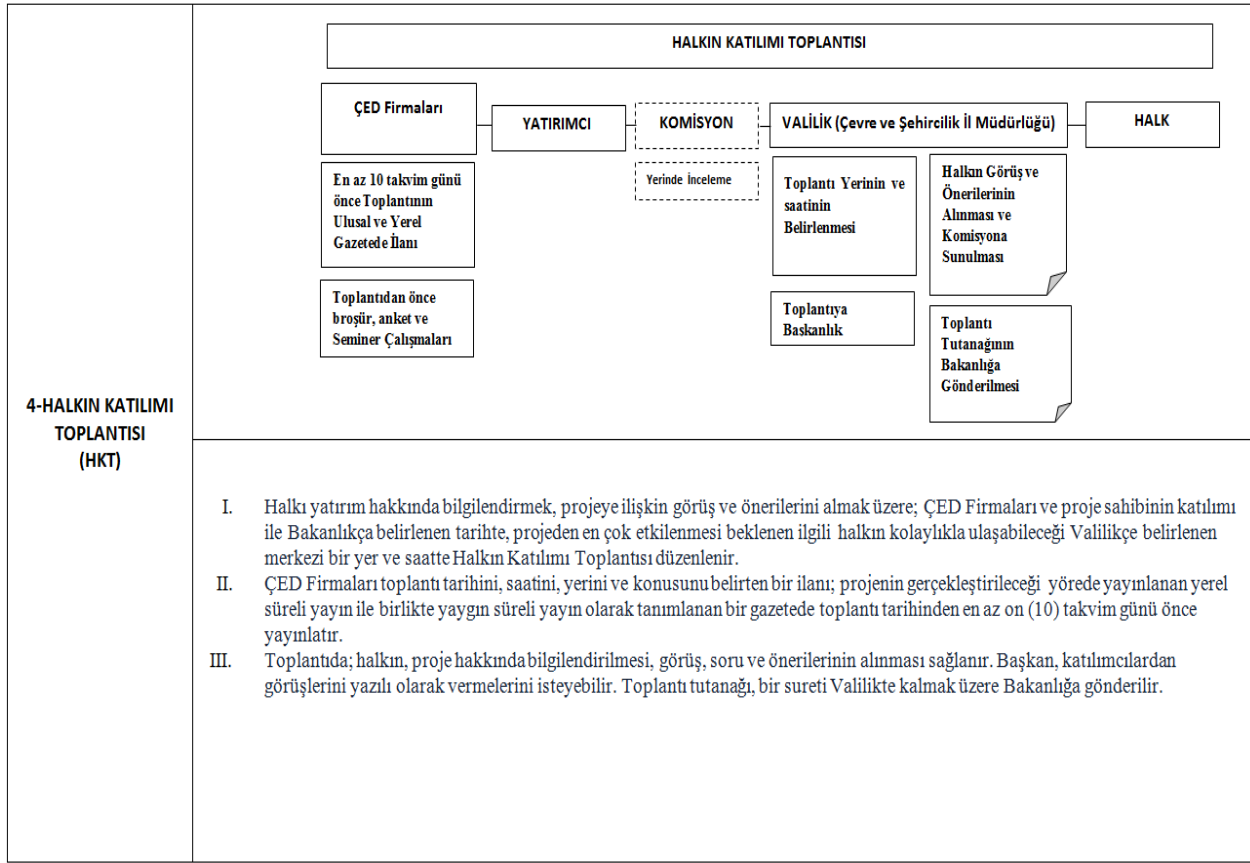 HALKIN KATILIMI TOPLANTISI
ÇED Firmaları
YATIRIMCI
KOMİSYON
VALİLİK (Çevre ve Şehircilik İl Müdürlüğü)
HALK
En az 10 takvim günü
önce Toplantının
Ulusal ve Yerel
Gazetede İlanı
Toplantıdan önce
broşür, anket ve
Seminer Çalışmaları
Yerinde İnceleme
Toplantı Yerinin ve
saatinin
Belirlenmesi
Toplantıya
Başkanlık
Halkın Görüş ve
Önerilerinin
Alınması ve
Komisyona
Sunulması
Toplantı
Tutanağının
Bakanlığa
Gönderilmesi
4-HALKIN KATILIMI
TOPLANTISI
(HKT)
I. Halkı yatırım hakkında bilgilendirmek, projeye ilişkin görüş ve önerilerini almak üzere; ÇED Firmaları ve proje sahibinin katılımı
ile Bakanlıkça belirlenen tarihte, projeden en çok etkilenmesi beklenen ilgili halkın kolaylıkla ulaşabileceği Valilikçe belirlenen
merkezi bir yer ve saatte Halkın Katılımı Toplantısı düzenlenir.
II. ÇED Firmaları toplantı tarihini, saatini, yerini ve konusunu belirten bir ilanı; projenin gerçekleştirileceği yörede yayınlanan yerel
süreli yayın ile birlikte yaygın süreli yayın olarak tanımlanan bir gazetede toplantı tarihinden en az on (10) takvim günü önce
yayınlatır.
III. Toplantıda; halkın, proje hakkında bilgilendirilmesi, görüş, soru ve önerilerinin alınması sağlanır. Başkan, katılımcılardan
görüşlerini yazılı olarak vermelerini isteyebilir. Toplantı tutanağı, bir sureti Valilikte kalmak üzere Bakanlığa gönderilir.